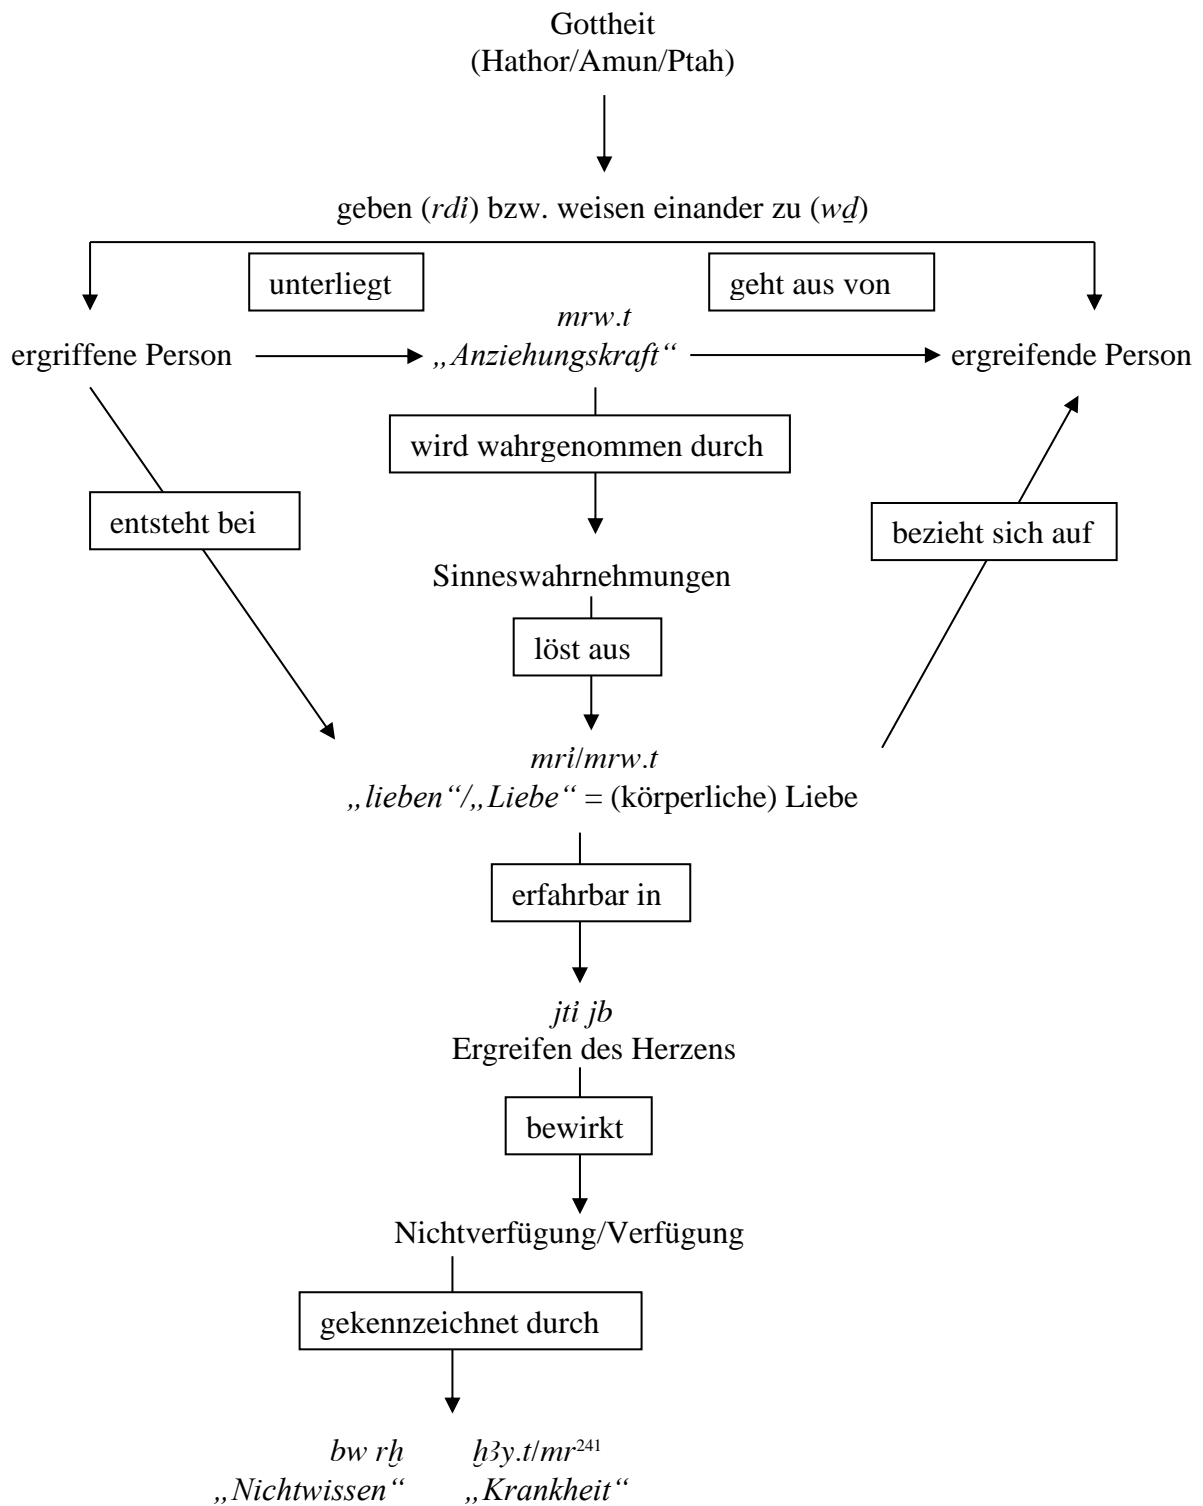 Gottheit
(Hathor/Amun/Ptah)
geben (rdi҆) bzw. weisen einander zu (wḏ)
unterliegt
geht aus von
mrw.t
ergriffene Person
„Anziehungskraft“
ergreifende Person
wird wahrgenommen durch
entsteht bei
bezieht sich auf
Sinneswahrnehmungen
löst aus
mri҆/mrw.t
„lieben“/„Liebe“ = (körperliche) Liebe
erfahrbar in
jti҆ jb
Ergreifen des Herzens
bewirkt
Nichtverfügung/Verfügung
gekennzeichnet durch
bw rḫ ẖȝy.t/mr²⁴¹
„Nichtwissen“ „Krankheit“